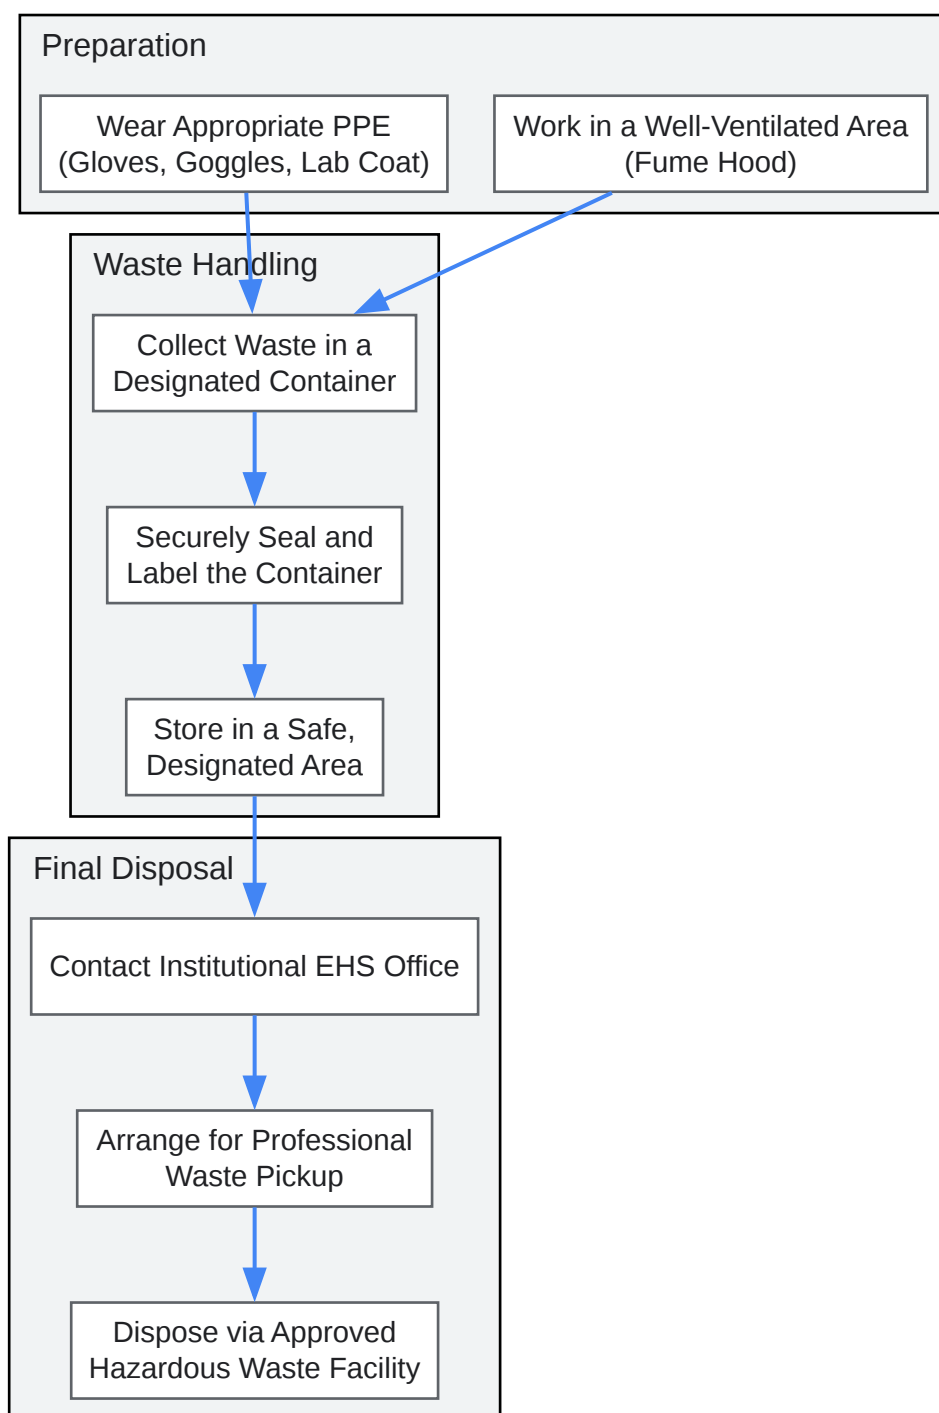 Preparation
Wear Appropriate PPE
(Gloves, Goggles, Lab Coat)
Work in a Well-Ventilated Area
(Fume Hood)
Waste Handling
Collect Waste in a
Designated Container
Securely Seal and
Label the Container
Store in a Safe,
Designated Area
Final Disposal
Contact Institutional EHS Office
Arrange for Professional
Waste Pickup
Dispose via Approved
Hazardous Waste Facility